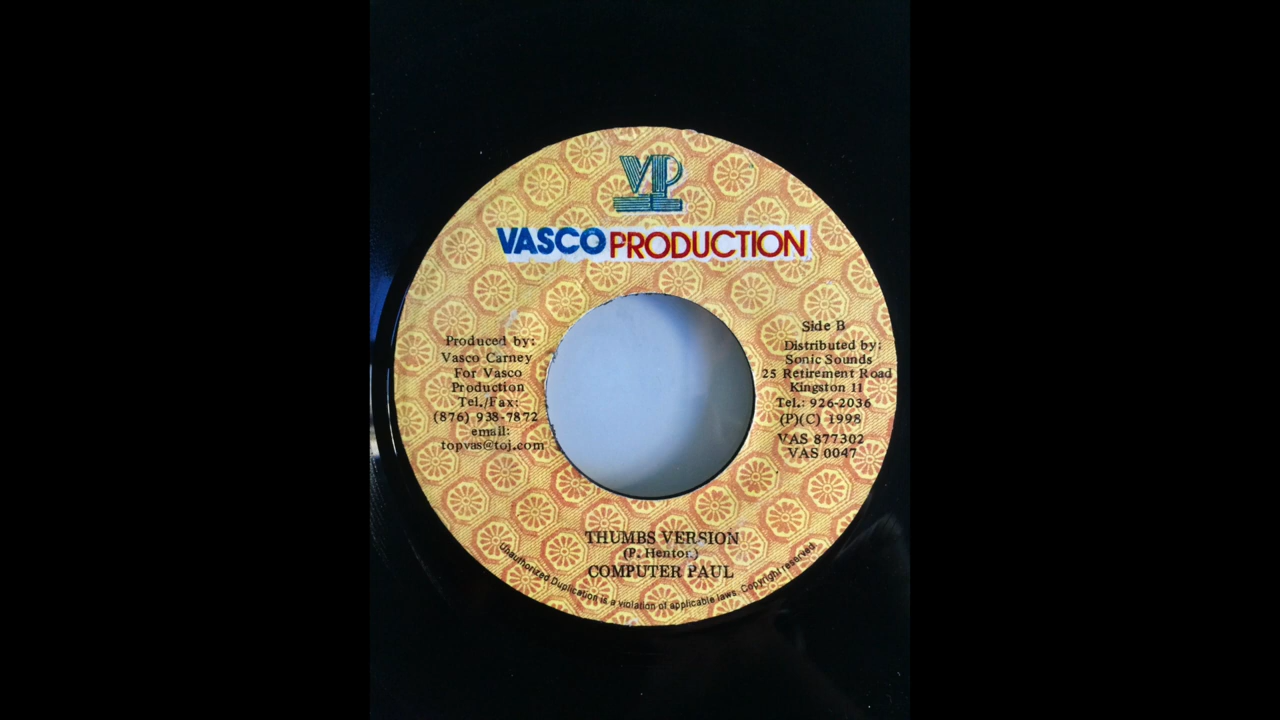 VP
VASCO PRODUCTION
Produced by:
Vasco Carney
For Vasco
Production
Tel./Fax:
(876) 938-7872
email:
topvas@toj.com
Side B
Distributed by:
Sonic Sounds
25 Retirement Road
Kingston 11
Tel.: 926-2036
(P)(C) 1998
VAS 877302
VAS 0047
THUMBS VERSION
(P. Henton)
COMPUTER PAUL
Unauthorized Duplication is a violation of applicable laws. Copyright reserved.